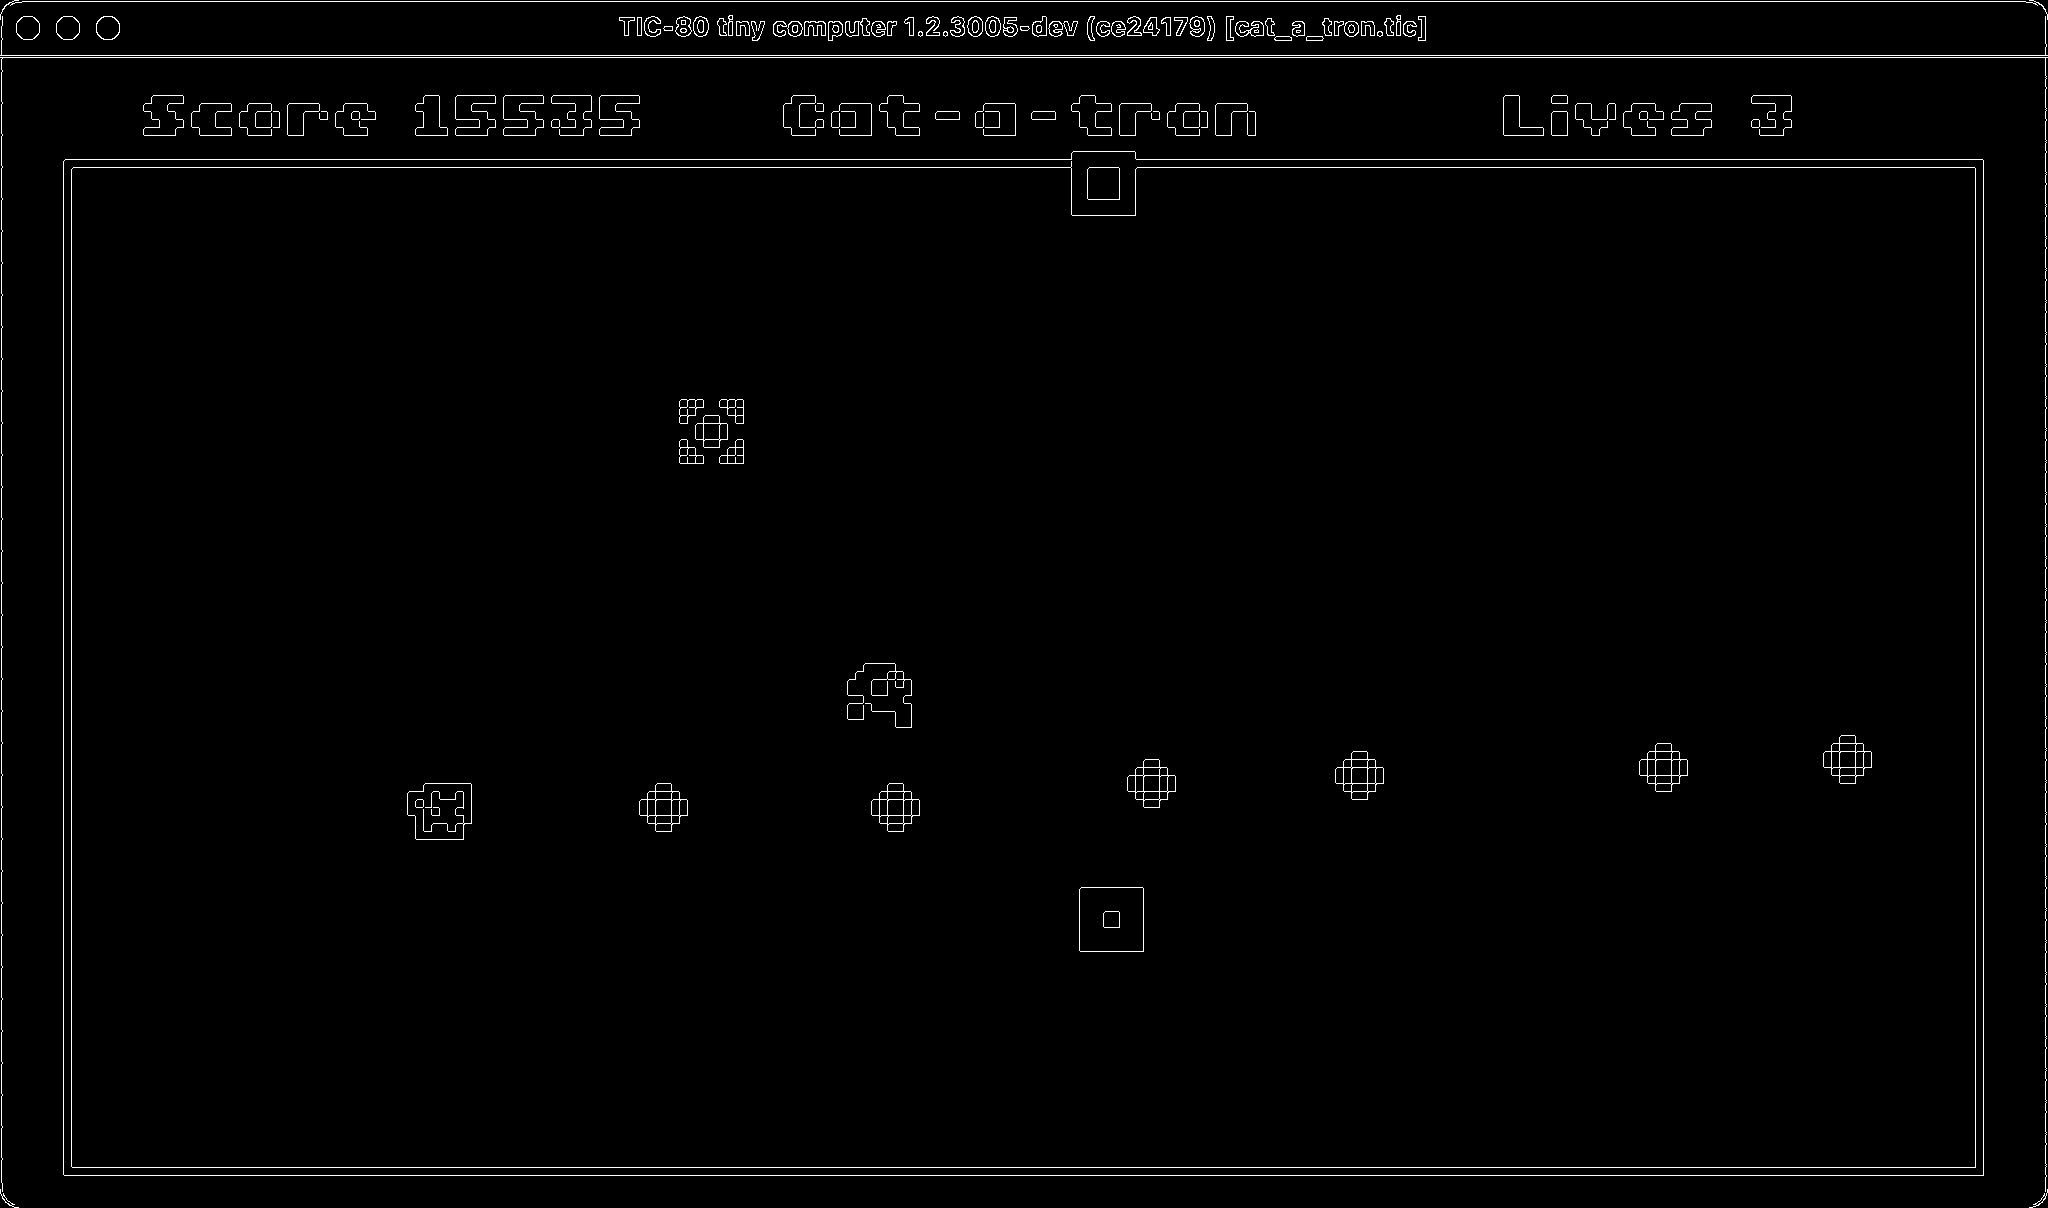 TIC-80 tiny computer 1.2.3005-dev (ce24179) [cat_a_tron.tic]
Score 15535 Cat-a-tron Lives 3